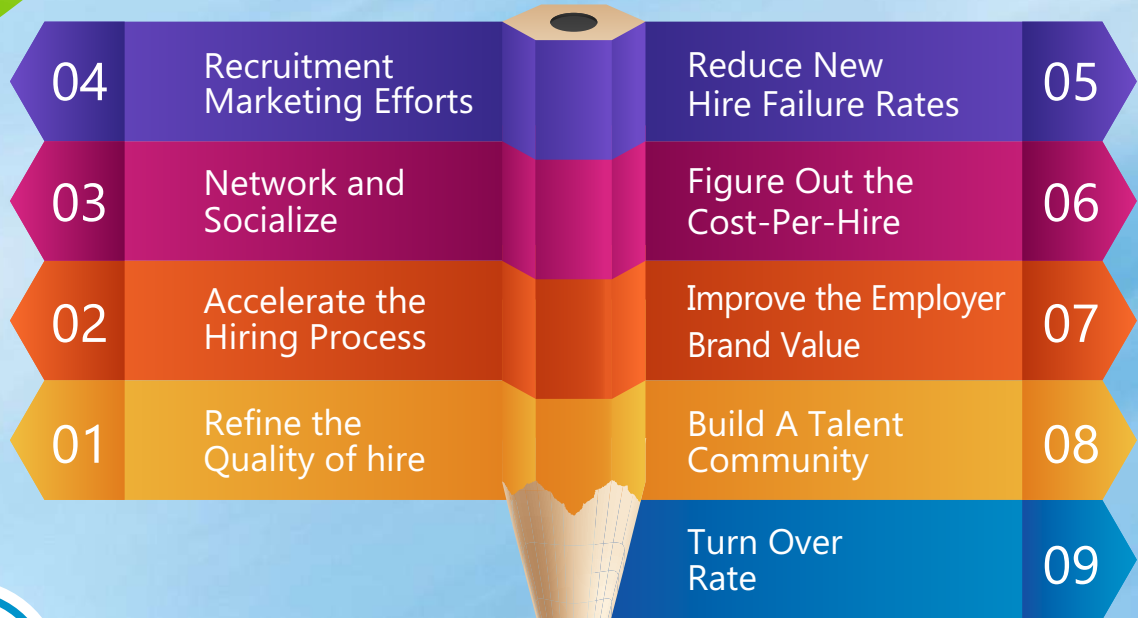 04
Recruitment
Marketing Efforts
Reduce New
Hire Failure Rates
05
03
Network and
Socialize
Figure Out the
Cost-Per-Hire
06
02
Accelerate the
Hiring Process
Improve the Employer
Brand Value
07
01
Refine the
Quality of hire
Build A Talent
Community
08
Turn Over
Rate
09